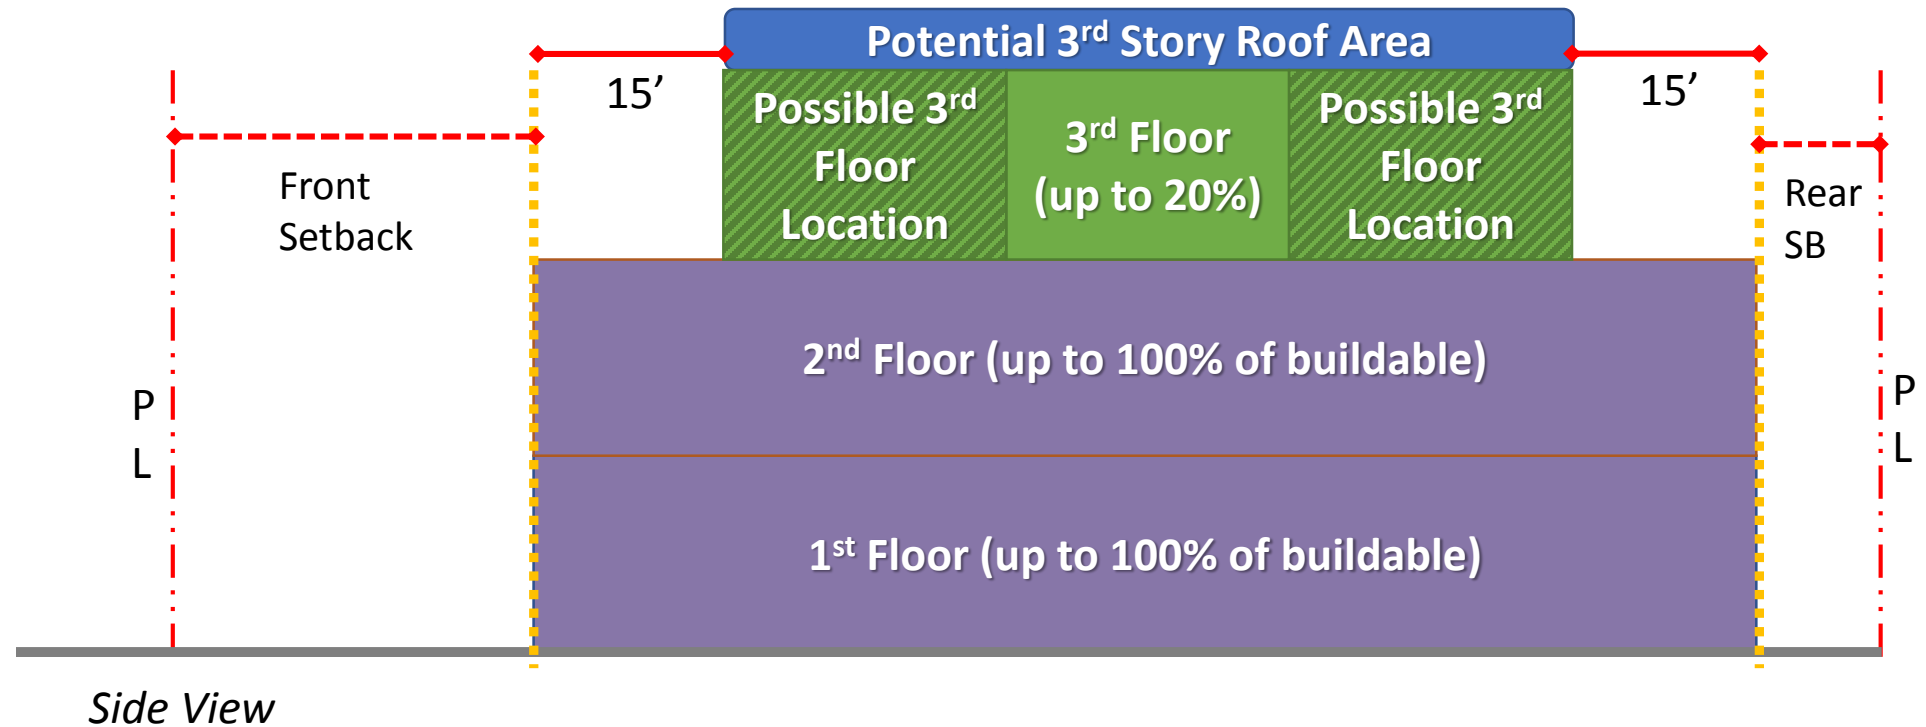 Potential 3rd Story Roof Area
15’
15’
Possible 3rd
Floor
Location
3rd Floor
(up to 20%)
Possible 3rd
Floor
Location
Front
Setback
Rear
SB
2nd Floor (up to 100% of buildable)
P
L
P
L
1st Floor (up to 100% of buildable)
Side View